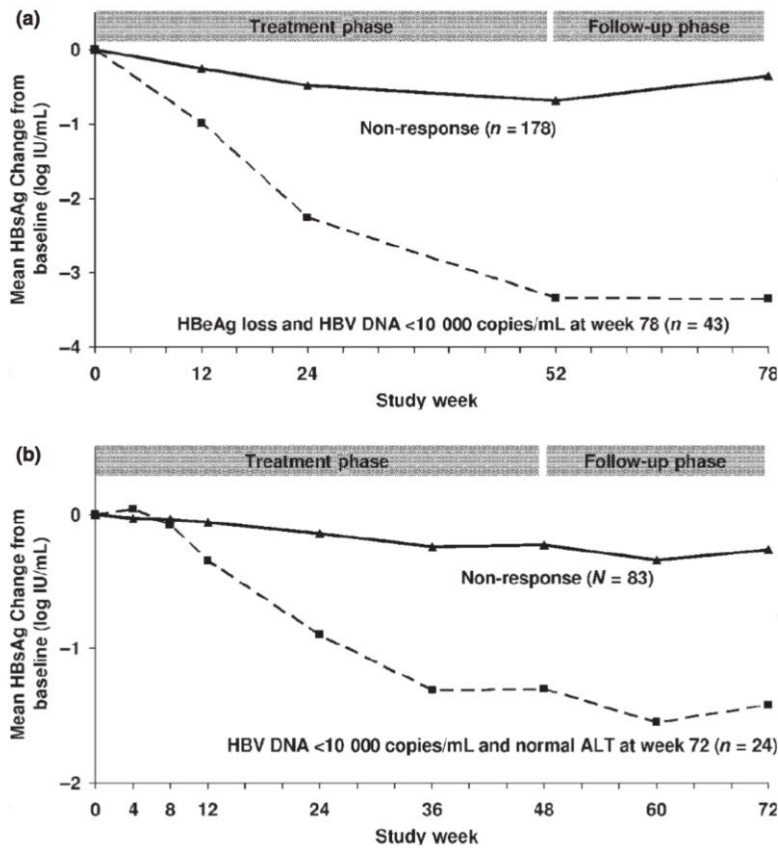 (a)
Treatment phase
Follow-up phase
0
−1
−2
−3
−4
Mean HBsAg Change from
baseline (log IU/mL)
Non-response (n = 178)
HBeAg loss and HBV DNA <10 000 copies/mL at week 78 (n = 43)
0
12
24
52
78
Study week
(b)
Treatment phase
Follow-up phase
0
−1
−2
Mean HBsAg Change from
baseline (log IU/mL)
Non-response (N = 83)
HBV DNA <10 000 copies/mL and normal ALT at week 72 (n = 24)
0
4
8
12
24
36
48
60
72
Study week